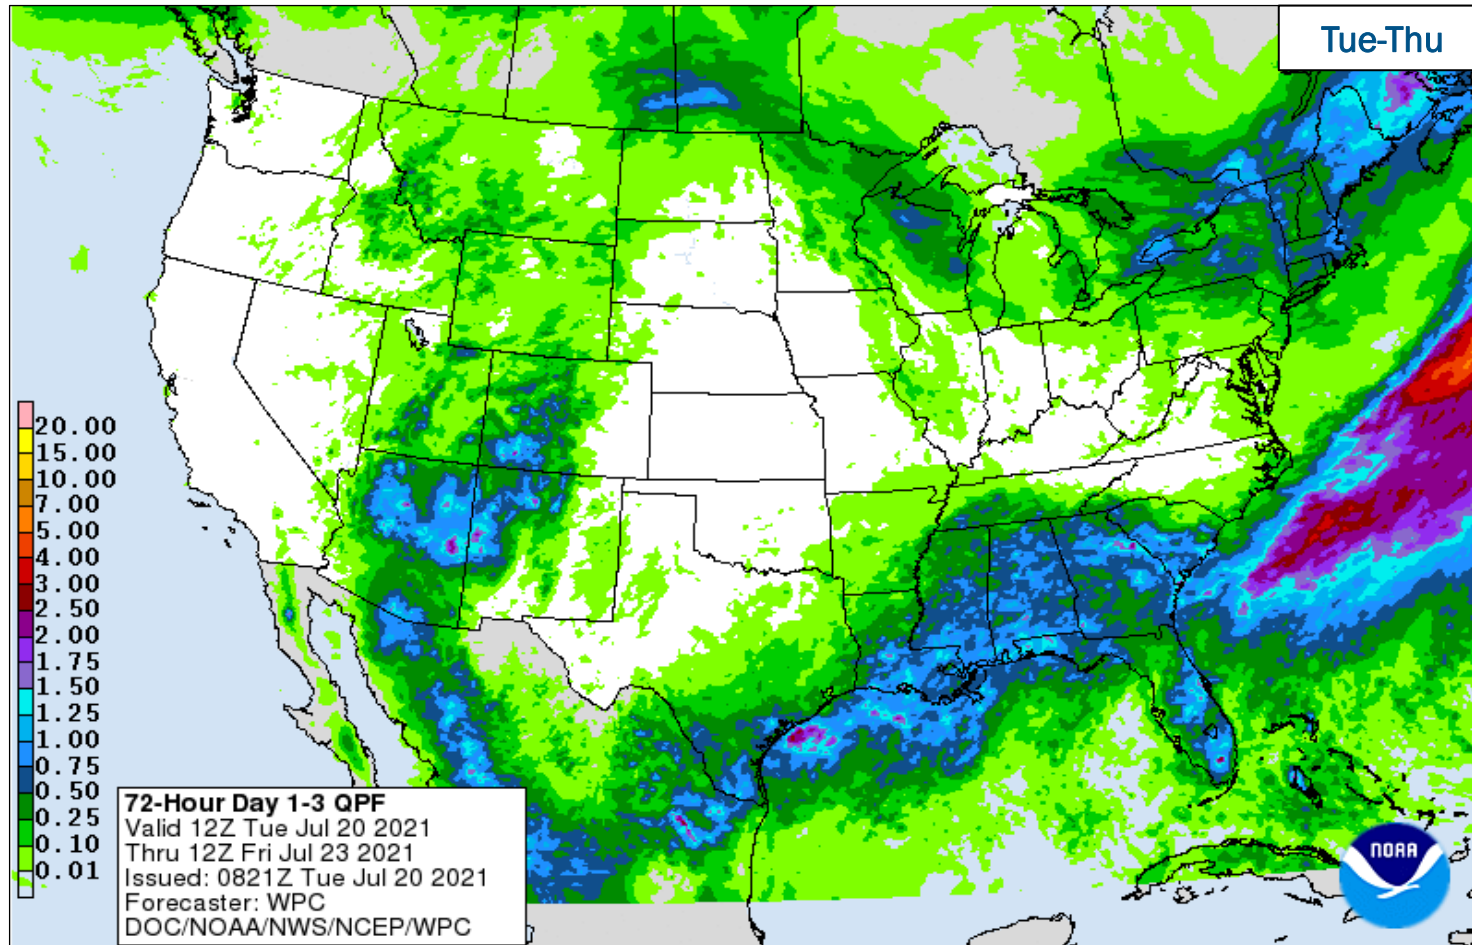 Tue-Thu
20.00
15.00
10.00
7.00
5.00
4.00
3.00
2.50
2.00
1.75
1.50
1.25
1.00
0.75
0.50
0.25
0.10
0.01
72-Hour Day 1-3 QPF
Valid 12Z Tue Jul 20 2021
Thru 12Z Fri Jul 23 2021
Issued: 0821Z Tue Jul 20 2021
Forecaster: WPC
DOC/NOAA/NWS/NCEP/WPC
NOAA